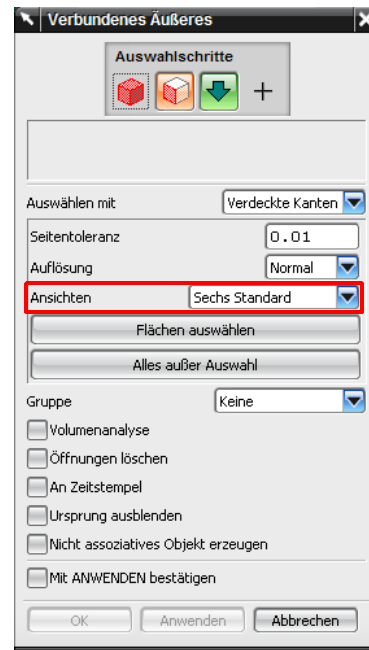 Verbundenes Äußeres
Auswahlschritte
Auswählen mit Verdeckte Kanten
Seitentoleranz 0.01
Auflösung Normal
Ansichten Sechs Standard
Flächen auswählen
Alles außer Auswahl
Gruppe Keine
Volumenanalyse
Öffnungen löschen
An Zeitstempel
Ursprung ausblenden
Nicht assoziatives Objekt erzeugen
Mit ANWENDEN bestätigen
OK Anwenden Abbrechen